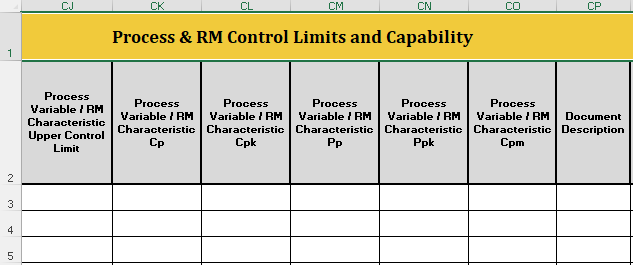 CJ CK CL CM CN CO CP
1 Process & RM Control Limits and Capability
2
Process
Variable / RM
Characteristic
Upper Control
Limit
Process
Variable / RM
Characteristic
Cp
Process
Variable / RM
Characteristic
Cpk
Process
Variable / RM
Characteristic
Pp
Process
Variable / RM
Characteristic
Ppk
Process
Variable / RM
Characteristic
Cpm
Document
Description
3
4
5